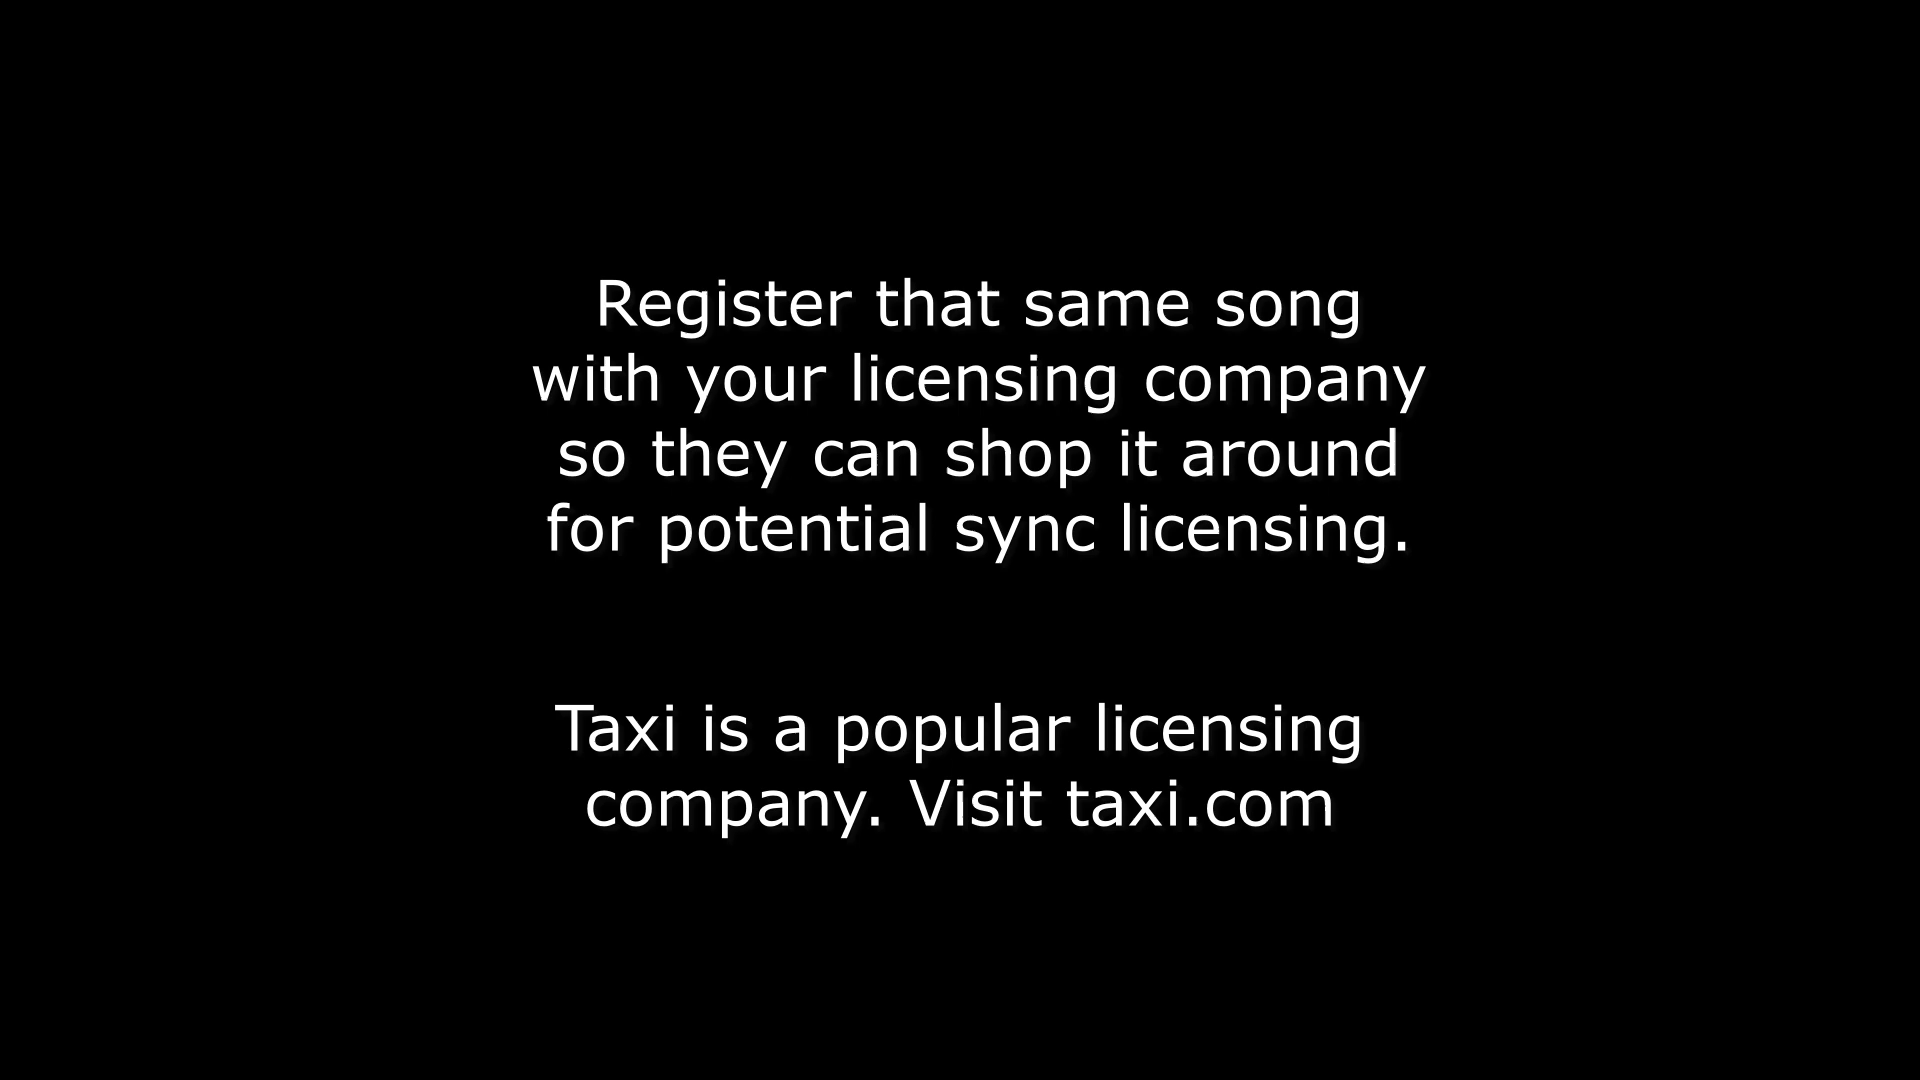 Register that same song
with your licensing company
so they can shop it around
for potential sync licensing.
Taxi is a popular licensing
company. Visit taxi.com